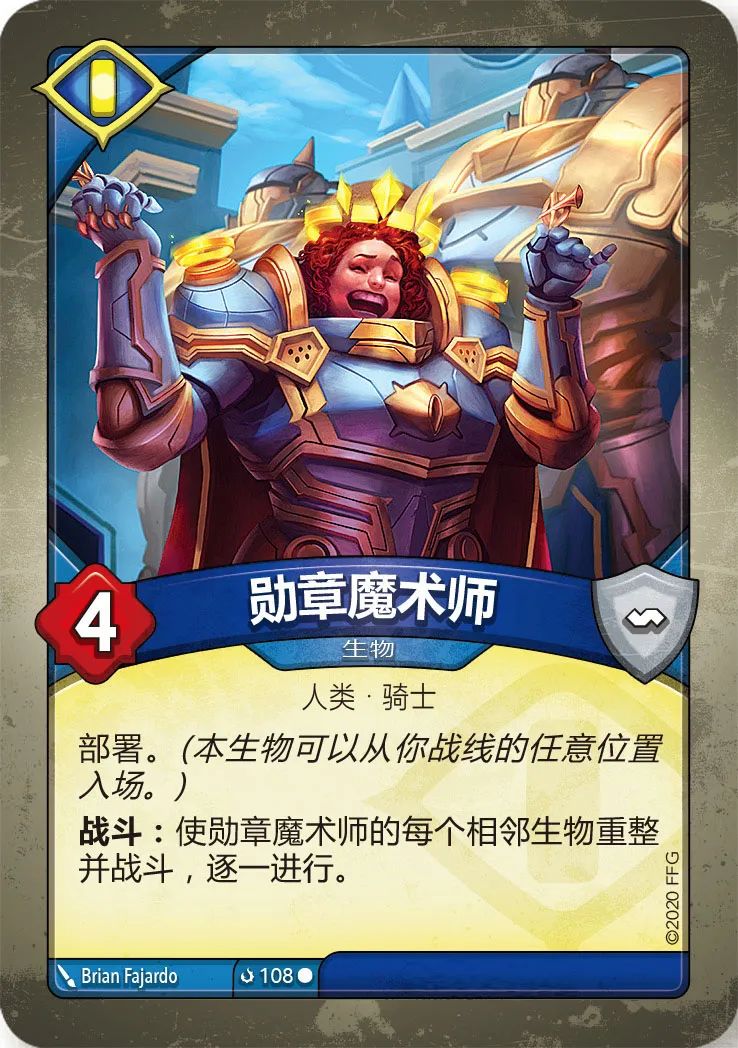 4
勋章魔术师
生物
人类 · 骑士
部署。(本生物可以从你战线的任意位置
入场。)
战斗：使勋章魔术师的每个相邻生物重整
并战斗，逐一进行。
©2020 FFG
Brian Fajardo
108